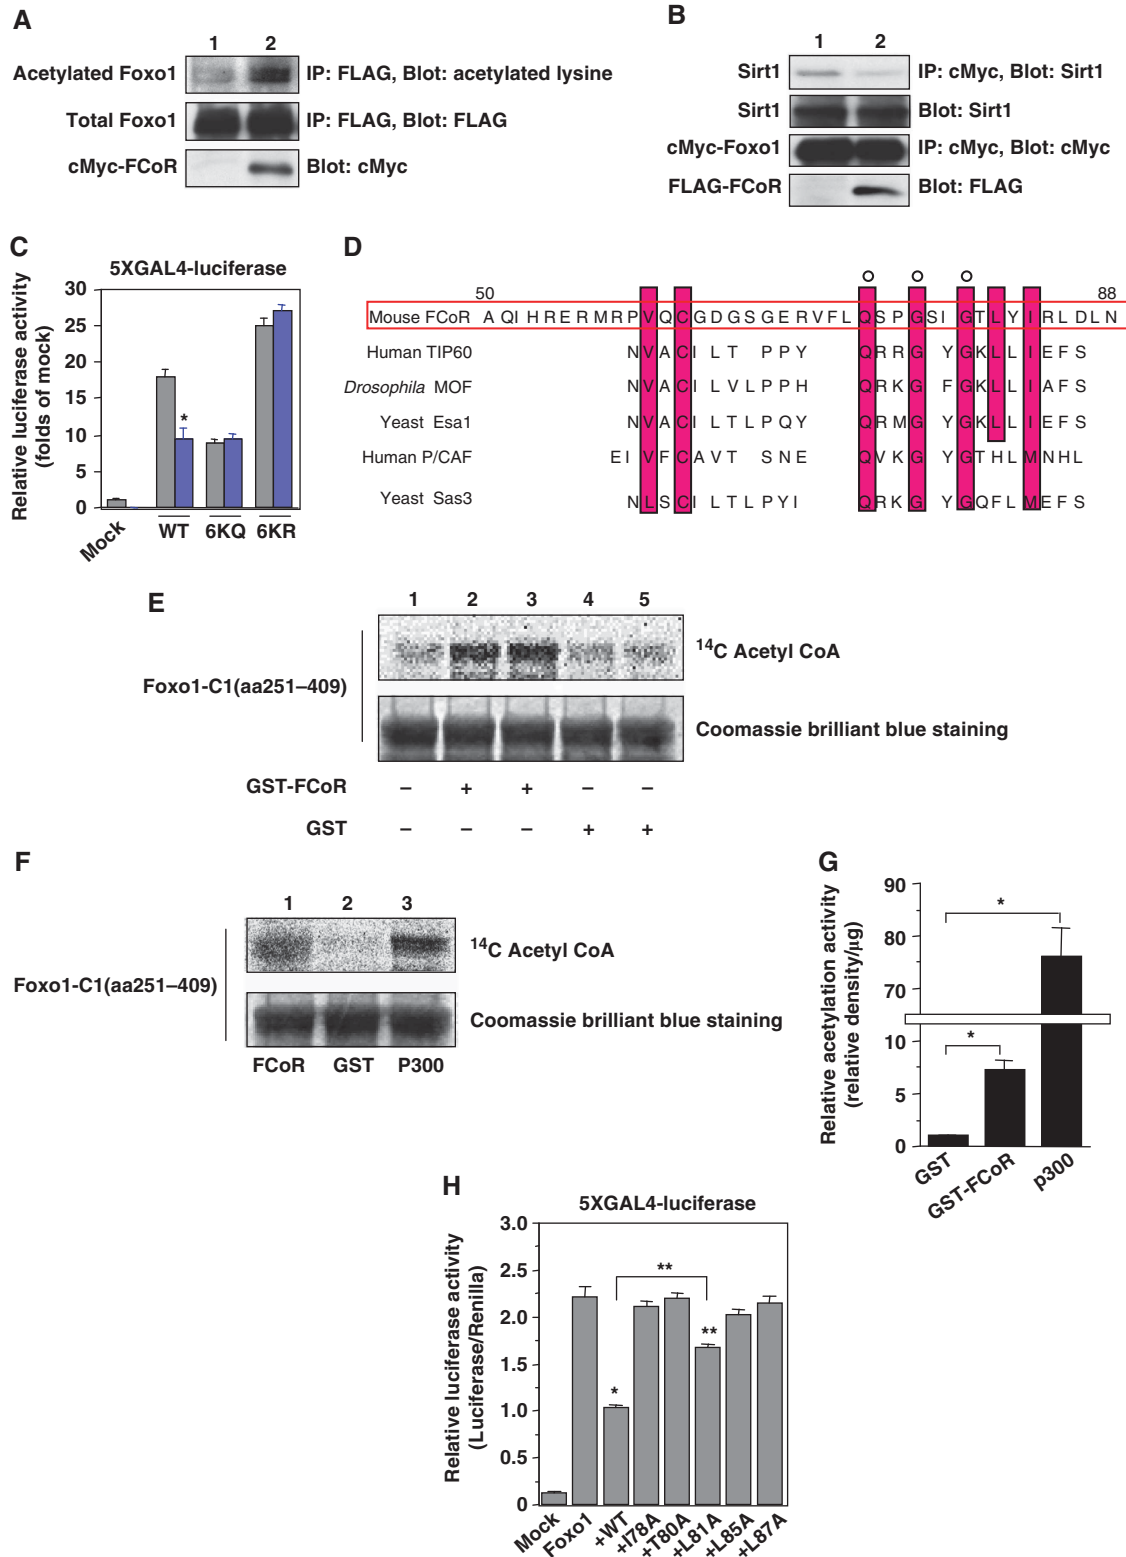 A
1 2
Acetylated Foxo1 IP: FLAG, Blot: acetylated lysine
Total Foxo1 IP: FLAG, Blot: FLAG
cMyc-FCoR Blot: cMyc
B
1 2
Sirt1 IP: cMyc, Blot: Sirt1
Sirt1 Blot: Sirt1
cMyc-Foxo1 IP: cMyc, Blot: cMyc
FLAG-FCoR Blot: FLAG
C
5XGAL4-luciferase
Relative luciferase activity
(folds of mock)
30
25
20
15
10
5
0
*
Mock WT 6KQ 6KR
D
50 88
Mouse FCoR A QI H R E R M R P V Q C G D G S G E R V F L Q S P G S I G T L Y I R L D L N
Human TIP60 N V A C I L T P P Y Q R R G Y G K L L I E F S
Drosophila MOF N V A C I L V L P P H Q R K G F G K L L I A F S
Yeast Esa1 N V A C I L T L P Q Y Q R M G Y G K L L I E F S
Human P/CAF E I V F C A V T S N E Q V K G Y G T H L M N H L
Yeast Sas3 N L S C I L T L P Y I Q R K G Y G Q F L M E F S
E
1 2 3 4 5
Foxo1-C1(aa251–409)
14C Acetyl CoA
Coomassie brilliant blue staining
GST-FCoR – + + – –
GST – – – + +
F
1 2 3
Foxo1-C1(aa251–409)
14C Acetyl CoA
Coomassie brilliant blue staining
FCoR GST P300
G
Relative acetylation activity
(relative density/μg)
90
80
70
10
5
0
*
*
GST GST-FCoR p300
H
5XGAL4-luciferase
Relative luciferase activity
(Luciferase/Renilla)
3.0
2.5
2.0
1.5
1.0
0.5
0
**
*
**
Mock Foxo1 +WT +I78A +T80A +L81A +L85A +L87A